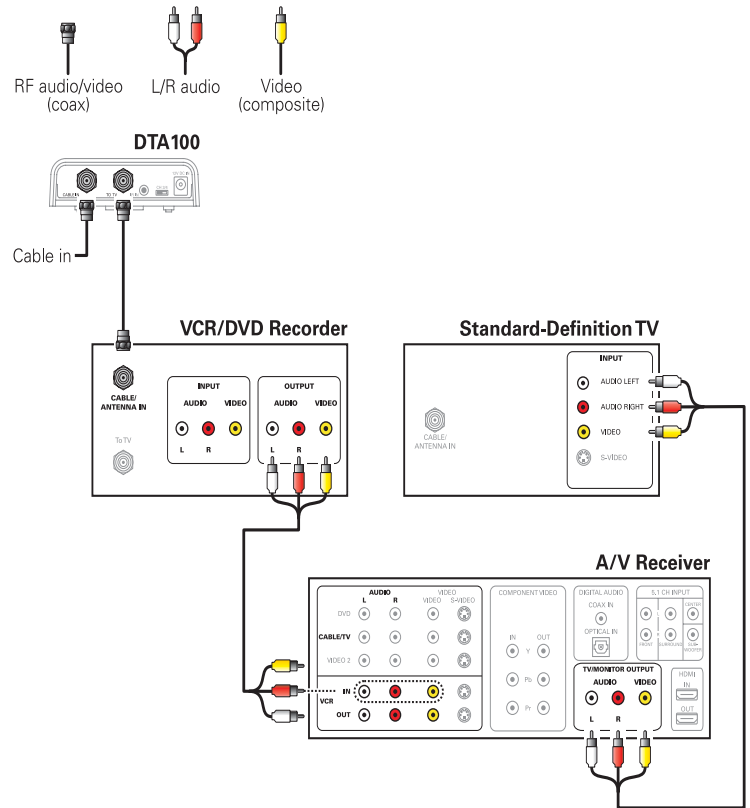 RF audio/video
(coax)
L/R audio
Video
(composite)
DTA100
CABLE IN
TO TV
Cable in
VCR/DVD Recorder
CABLE/
ANTENNA IN
To TV
INPUT
AUDIO VIDEO
L R
OUTPUT
AUDIO VIDEO
L R
Standard-Definition TV
CABLE/
ANTENNA IN
INPUT
AUDIO LEFT
AUDIO RIGHT
VIDEO
S-VIDEO
A/V Receiver
AUDIO
L R
VIDEO
VIDEO S-VIDEO
DVD
CABLE/TV
VIDEO 2
VCR
IN
OUT
COMPONENT VIDEO
IN OUT
Y
Pb
Pr
DIGITAL AUDIO
COAX IN
OPTICAL IN
5.1 CH INPUT
CENTER
FRONT
SURROUND
SUB-
WOOFER
TV/MONITOR OUTPUT
AUDIO VIDEO
L R
HDMI
IN
OUT